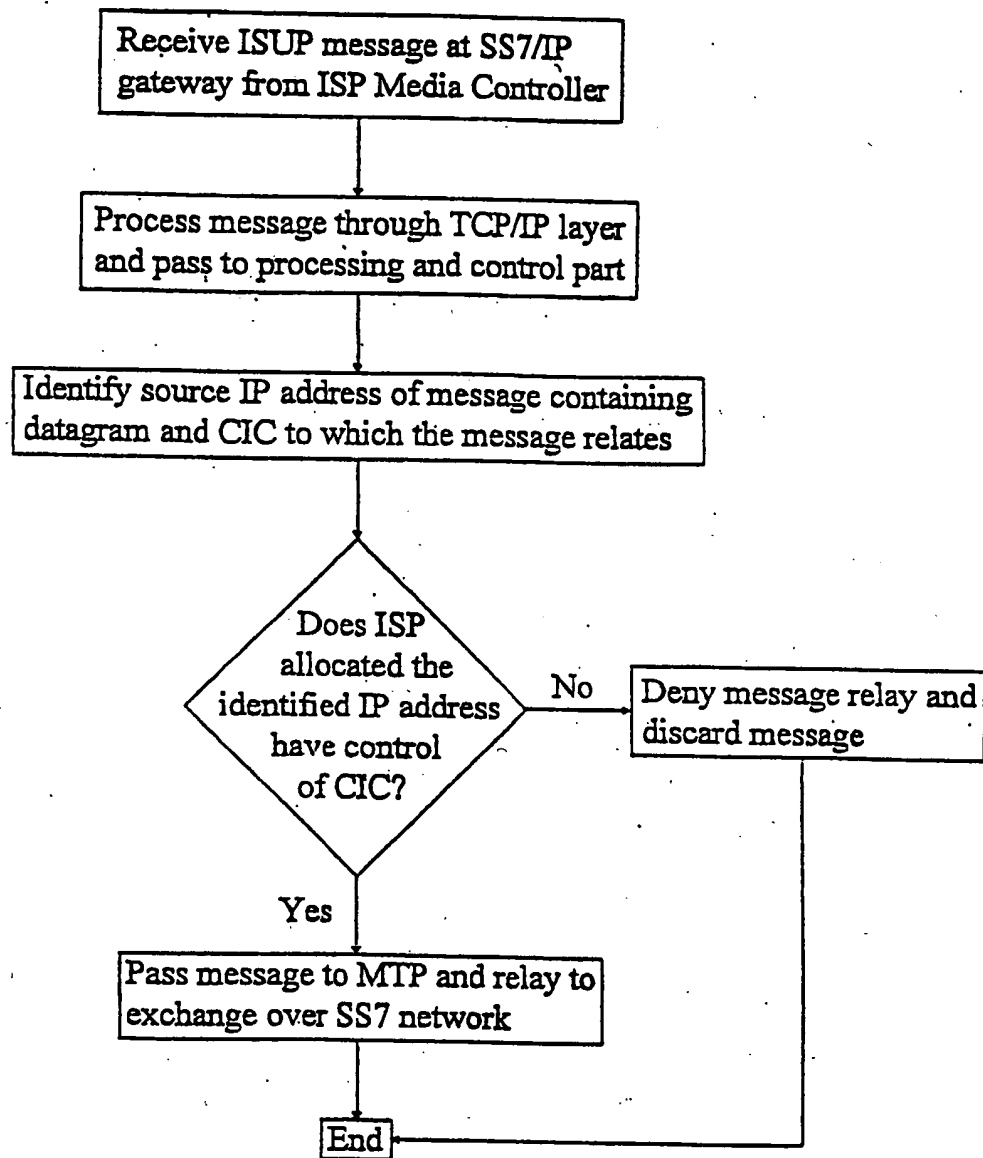 Receive ISUP message at SS7/IP
gateway from ISP Media Controller
Process message through TCP/IP layer
and pass to processing and control part
Identify source IP address of message containing
datagram and CIC to which the message relates
Does ISP
allocated the
identified IP address
have control
of CIC?
No
Deny message relay and
discard message
Yes
Pass message to MTP and relay to
exchange over SS7 network
End